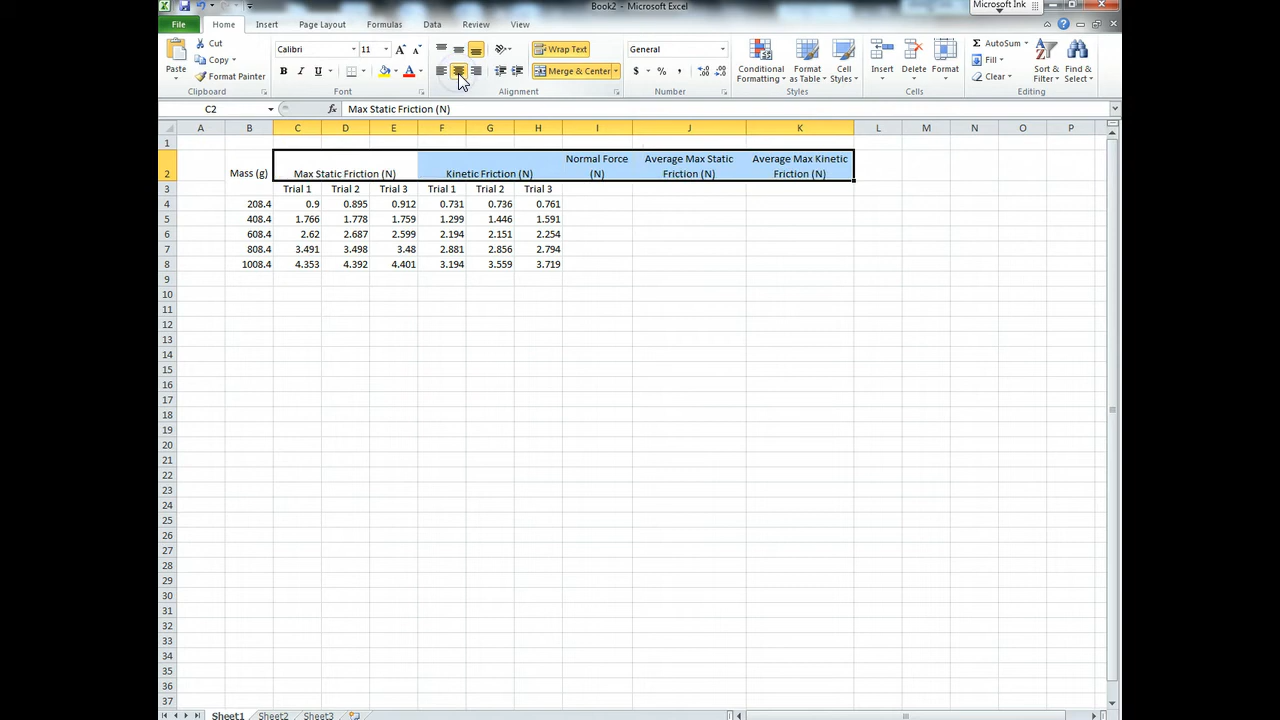 Book2 - Microsoft Excel
Microsoft Ink
File Home Insert Page Layout Formulas Data Review View
Paste Cut Copy Format Painter
Clipboard
Calibri 11
B I U A
Font
Wrap Text
Merge & Center
Alignment
General
$ % ,
Number
Conditional Formatting Format as Table Cell Styles
Styles
Insert Delete Format
Cells
AutoSum Fill Clear Sort & Filter Find & Select
Editing
C2 fx Max Static Friction (N)
A B C D E F G H I J K L M N O P
1
2 Mass (g) Max Static Friction (N) Kinetic Friction (N) Normal Force (N) Average Max Static Friction (N) Average Max Kinetic Friction (N)
3 Trial 1 Trial 2 Trial 3 Trial 1 Trial 2 Trial 3
4 208.4 0.9 0.895 0.912 0.731 0.736 0.761
5 408.4 1.766 1.778 1.759 1.299 1.446 1.591
6 608.4 2.62 2.687 2.599 2.194 2.151 2.254
7 808.4 3.491 3.498 3.48 2.881 2.856 2.794
8 1008.4 4.353 4.392 4.401 3.194 3.559 3.719
9
10
11
12
13
14
15
16
17
18
19
20
21
22
23
24
25
26
27
28
29
30
31
32
33
34
35
36
37
Sheet1 Sheet2 Sheet3